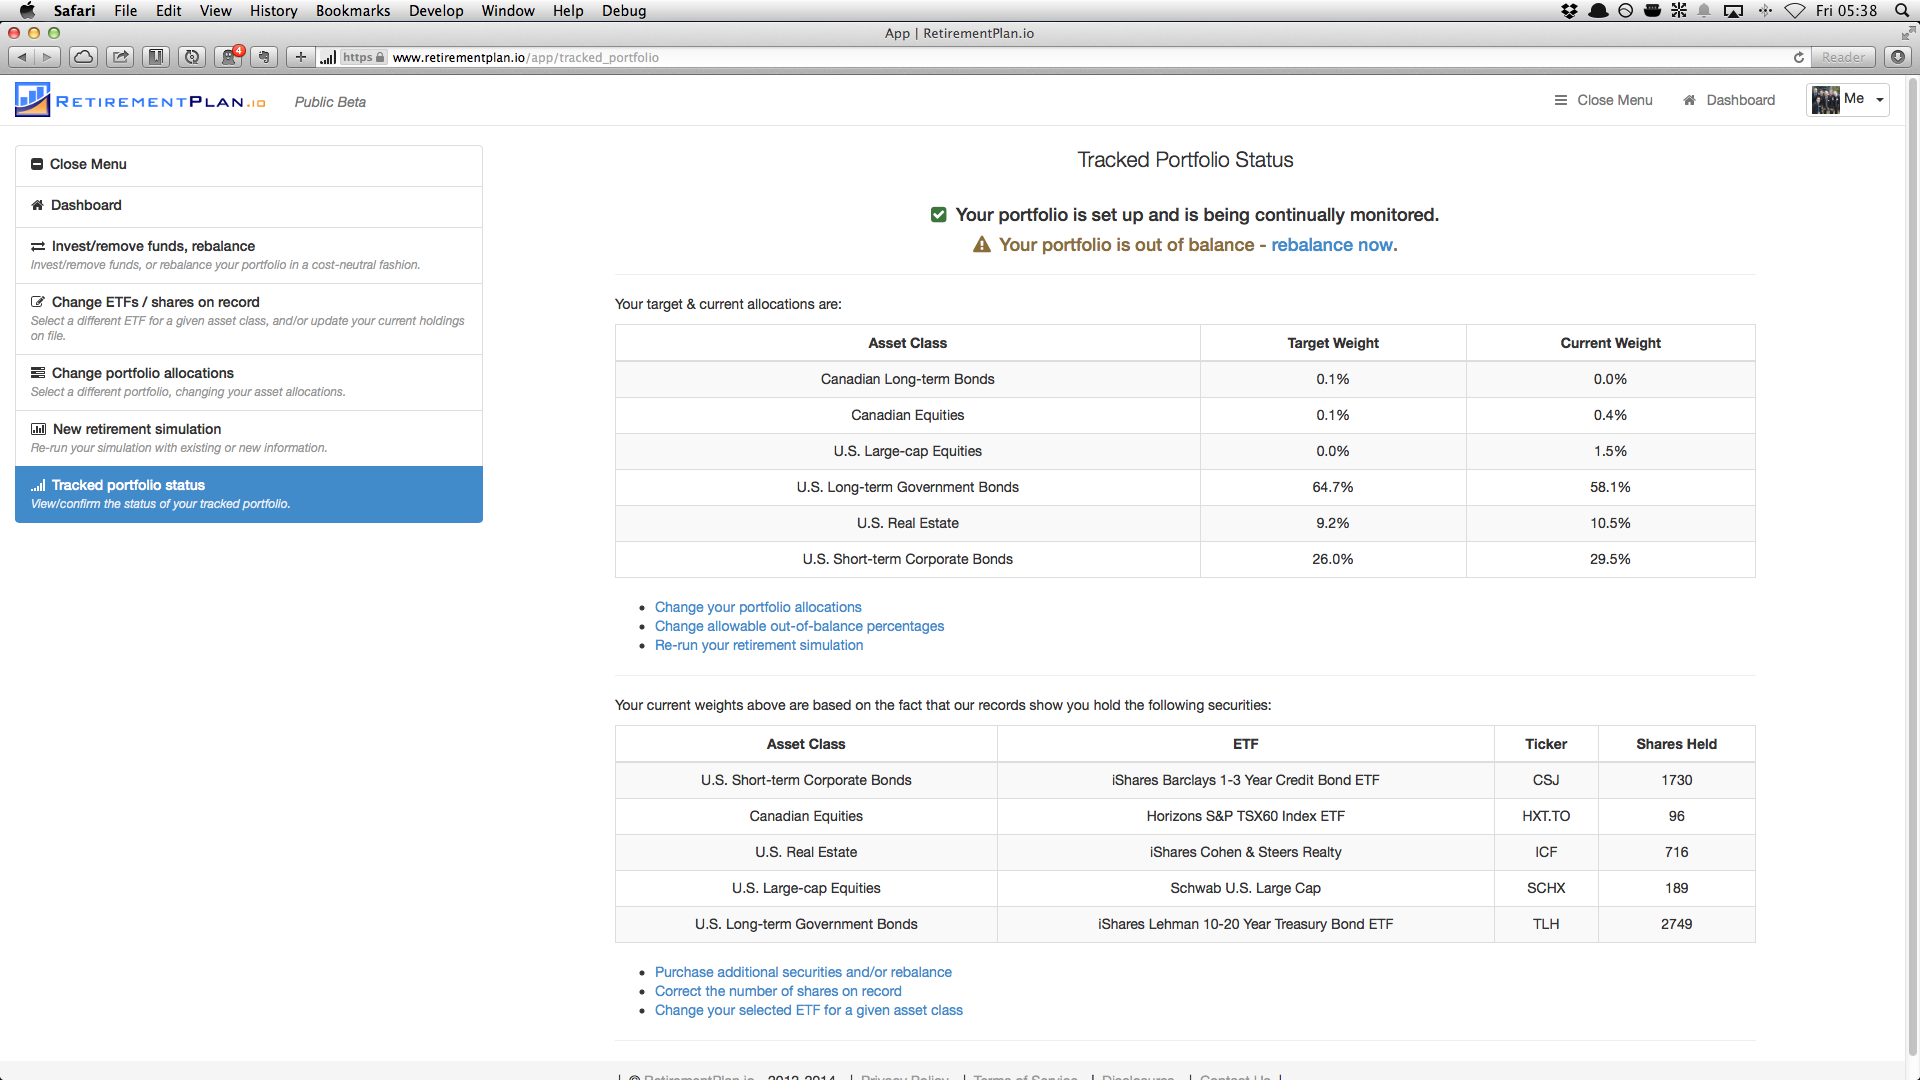 Safari File Edit View History Bookmarks Develop Window Help Debug Fri 05:38
App | RetirementPlan.io
4 https www.retirementplan.io/app/tracked_portfolio Reader
RETIREMENTPLAN.IO Public Beta Close Menu Dashboard Me
Close Menu
Dashboard
Invest/remove funds, rebalance
Invest/remove funds, or rebalance your portfolio in a cost-neutral fashion.
Change ETFs / shares on record
Select a different ETF for a given asset class, and/or update your current holdings
on file.
Change portfolio allocations
Select a different portfolio, changing your asset allocations.
New retirement simulation
Re-run your simulation with existing or new information.
Tracked portfolio status
View/confirm the status of your tracked portfolio.
Tracked Portfolio Status
Your portfolio is set up and is being continually monitored.
Your portfolio is out of balance - rebalance now.
Your target & current allocations are:
Asset Class Target Weight Current Weight
Canadian Long-term Bonds 0.1% 0.0%
Canadian Equities 0.1% 0.4%
U.S. Large-cap Equities 0.0% 1.5%
U.S. Long-term Government Bonds 64.7% 58.1%
U.S. Real Estate 9.2% 10.5%
U.S. Short-term Corporate Bonds 26.0% 29.5%
• Change your portfolio allocations
• Change allowable out-of-balance percentages
• Re-run your retirement simulation
Your current weights above are based on the fact that our records show you hold the following securities:
Asset Class ETF Ticker Shares Held
U.S. Short-term Corporate Bonds iShares Barclays 1-3 Year Credit Bond ETF CSJ 1730
Canadian Equities Horizons S&P TSX60 Index ETF HXT.TO 96
U.S. Real Estate iShares Cohen & Steers Realty ICF 716
U.S. Large-cap Equities Schwab U.S. Large Cap SCHX 189
U.S. Long-term Government Bonds iShares Lehman 10-20 Year Treasury Bond ETF TLH 2749
• Purchase additional securities and/or rebalance
• Correct the number of shares on record
• Change your selected ETF for a given asset class
| © RetirementPlan.io 2012-2014 | Privacy Policy | Terms of Service | Disclosures | Contact Us |